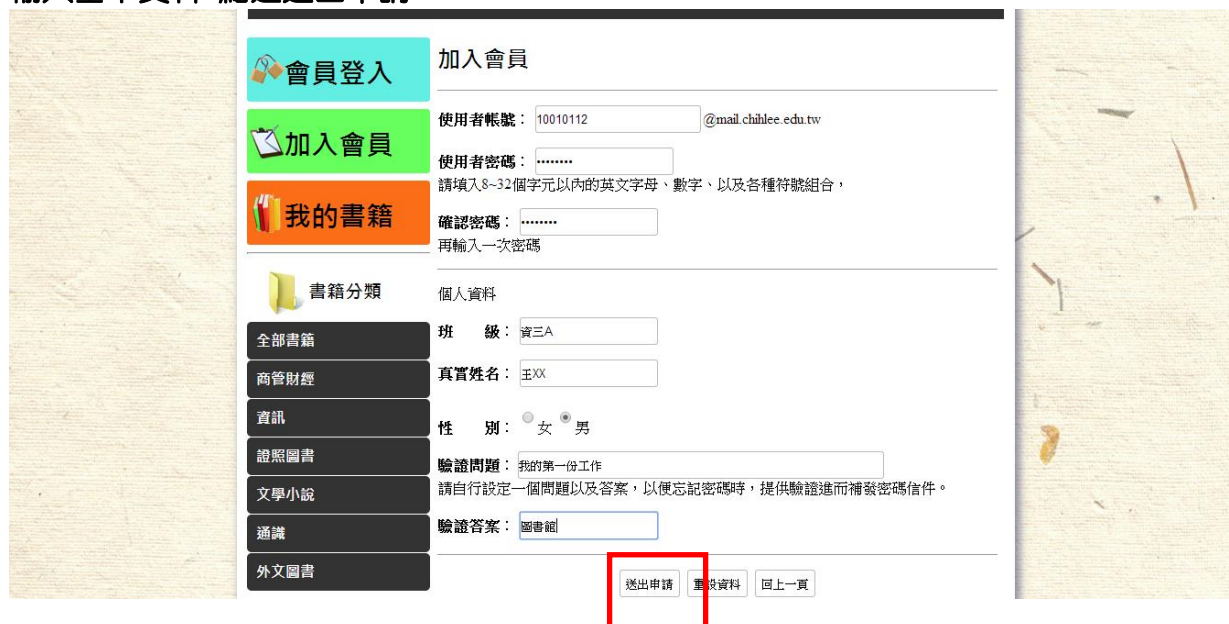 會員登入
加入會員
我的書籍
書籍分類
全部書籍
商管財經
資訊
證照圖書
文學小說
通識
外文圖書
加入會員
使用者帳號： 10010112 @mail.chihlee.edu.tw
使用者密碼： ••••••••
請填入8~32個字元以內的英文字母、數字、以及各種符號組合，
確認密碼： ••••••••
再輸入一次密碼
個人資料
班 級： 資三A
真實姓名： 王XX
性 別： 女 男
驗證問題： 我的第一份工作
請自行設定一個問題以及答案，以便忘記密碼時，提供驗證進而補發密碼信件。
驗證答案： 圖書館
送出申請 重設資料 回上一頁